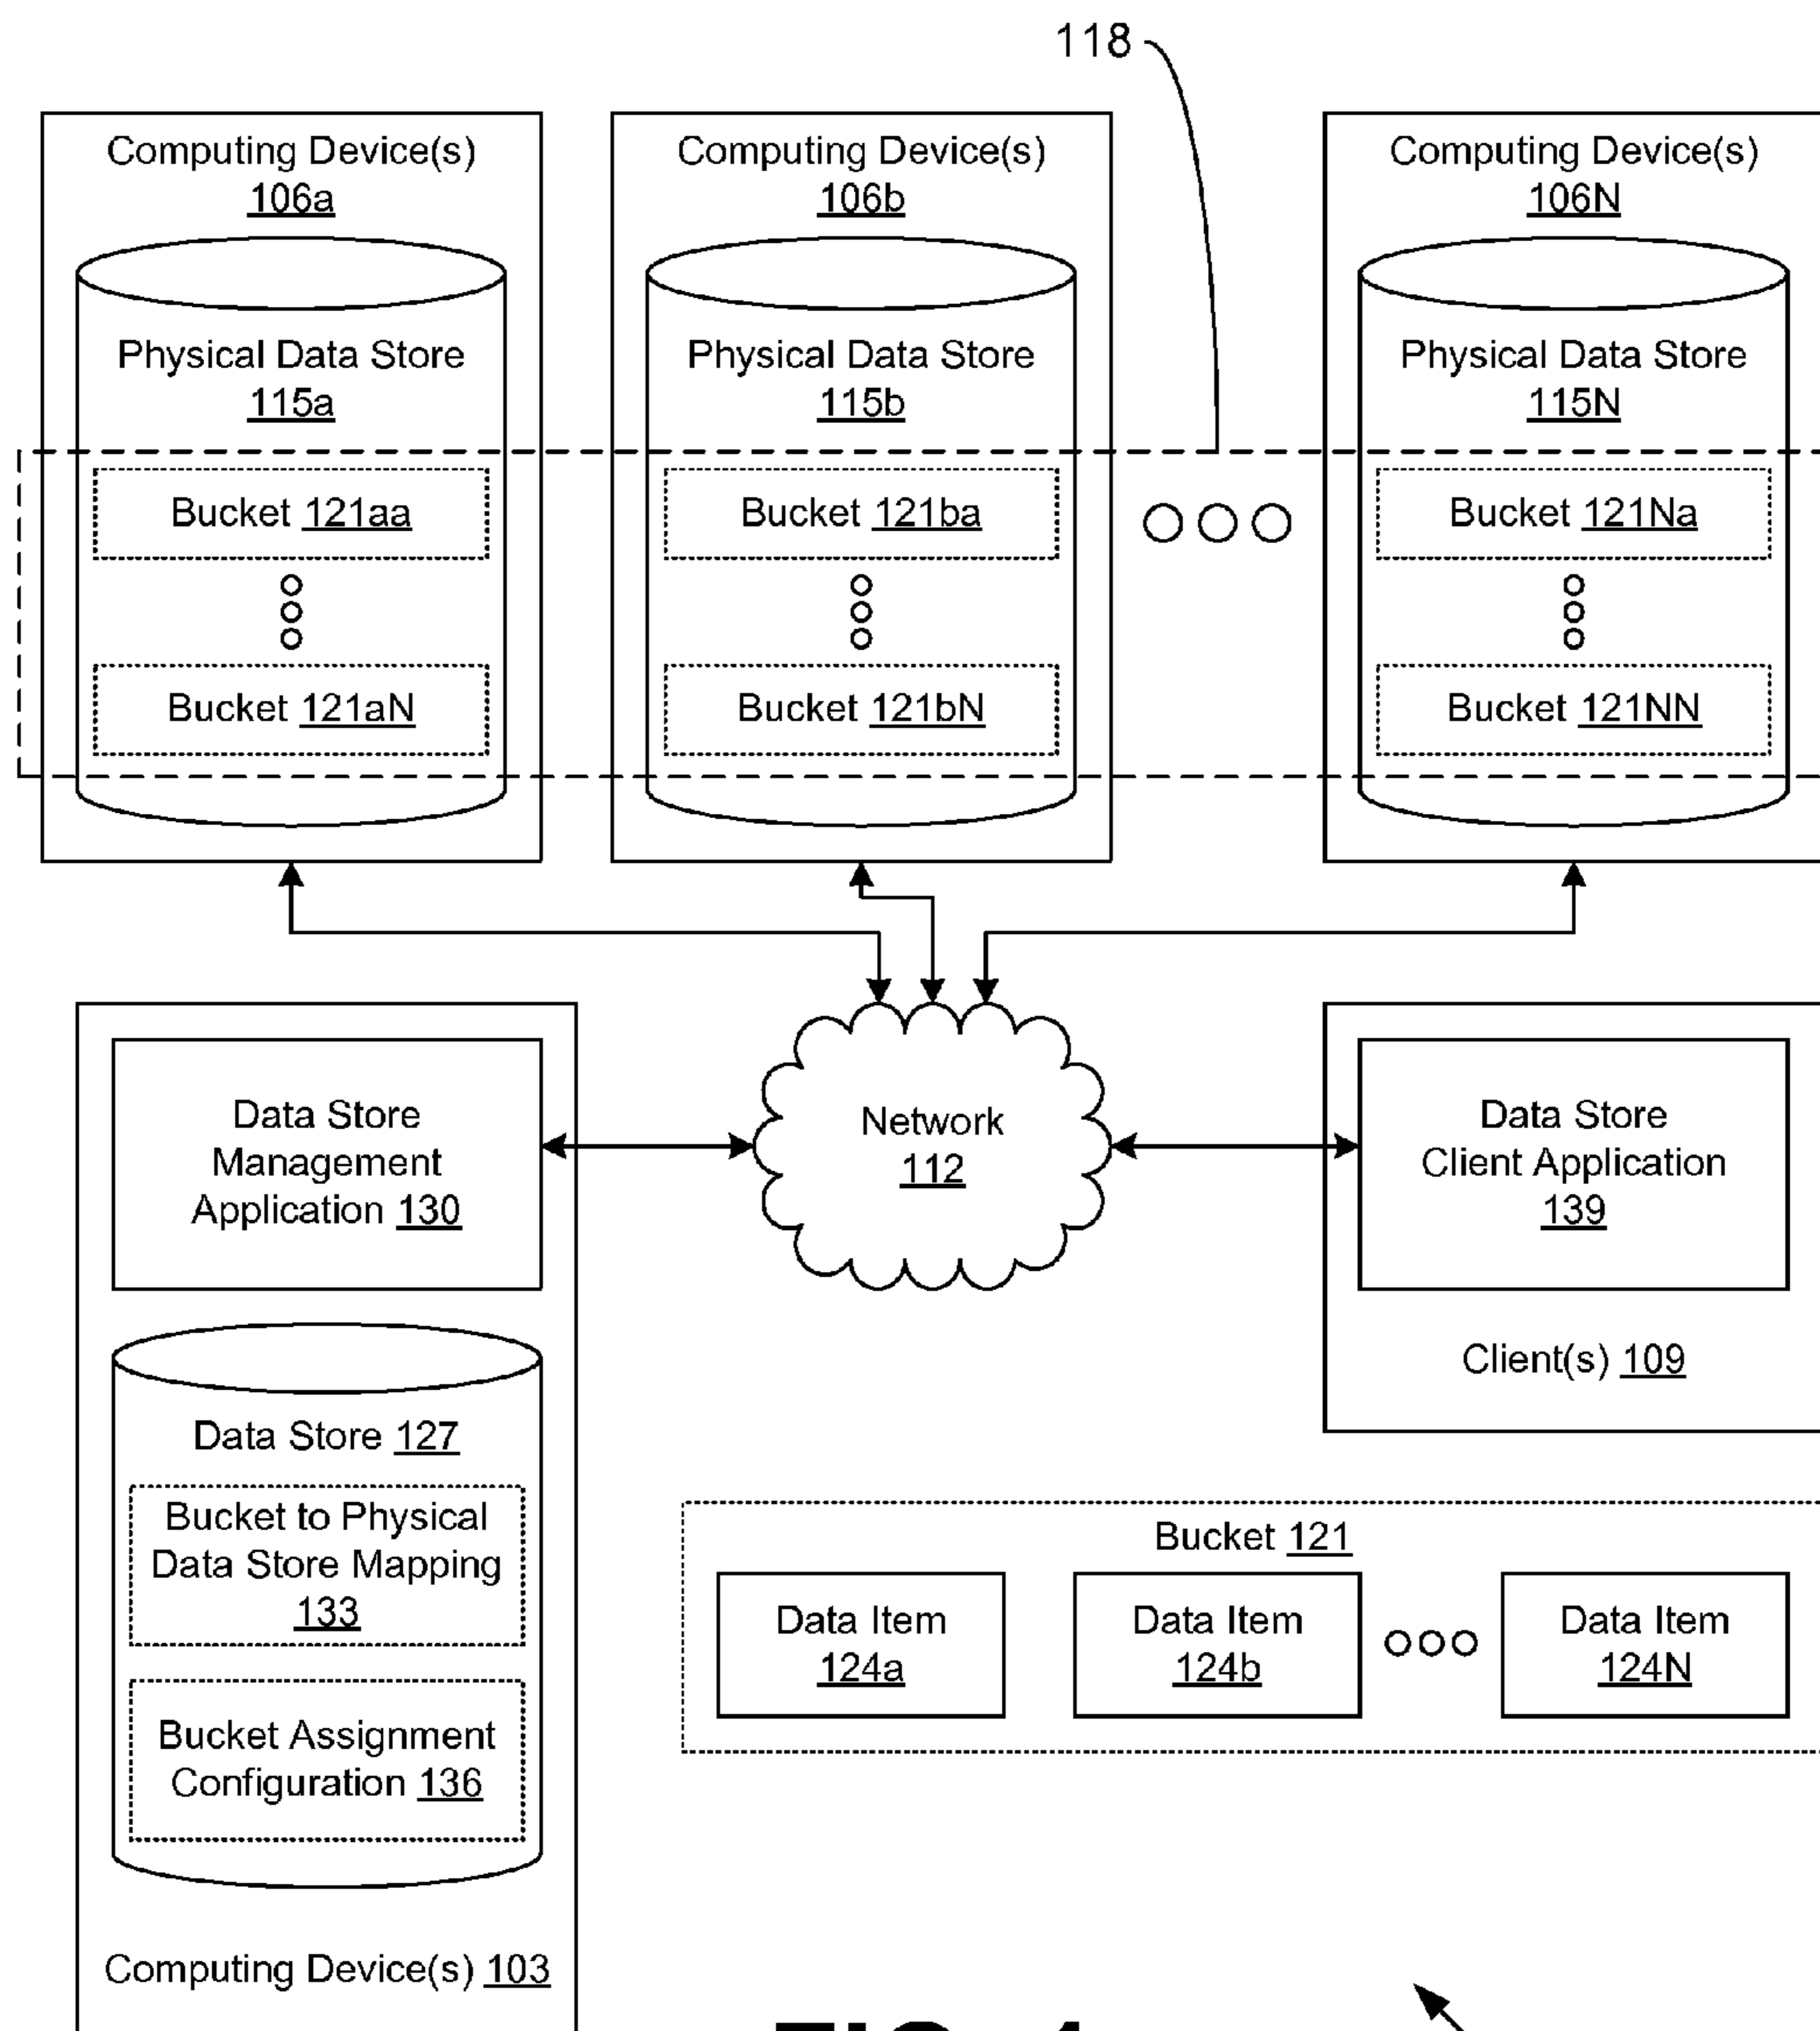 118
Computing Device(s)
106a
Physical Data Store
115a
Bucket 121aa
Bucket 121aN
Computing Device(s)
106b
Physical Data Store
115b
Bucket 121ba
Bucket 121bN
Computing Device(s)
106N
Physical Data Store
115N
Bucket 121Na
Bucket 121NN
Data Store
Management
Application 130
Network
112
Data Store
Client Application
139
Client(s) 109
Data Store 127
Bucket to Physical
Data Store Mapping
133
Bucket Assignment
Configuration 136
Computing Device(s) 103
Bucket 121
Data Item
124a
Data Item
124b
Data Item
124N